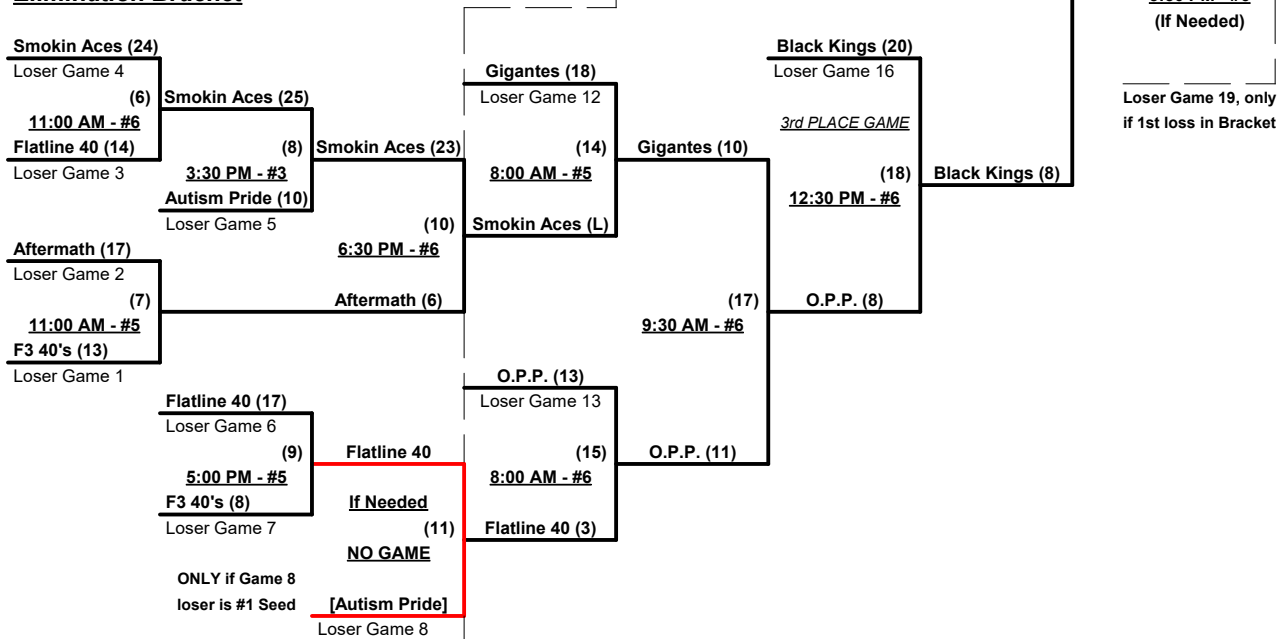 Elimination Bracket
(If Needed)
Smokin Aces (24)
Loser Game 4
(6)
11:00 AM - #6
Flatline 40 (14)
Loser Game 3
Smokin Aces (25)
(8)
3:30 PM - #3
Autism Pride (10)
Loser Game 5
Smokin Aces (23)
(10)
6:30 PM - #6
Aftermath (17)
Loser Game 2
(7)
11:00 AM - #5
F3 40's (13)
Loser Game 1
Aftermath (6)
Gigantes (18)
Loser Game 12
(14)
8:00 AM - #5
Smokin Aces (L)
Gigantes (10)
Black Kings (20)
Loser Game 16
3rd PLACE GAME
(18)
12:30 PM - #6
Black Kings (8)
Loser Game 19, only
if 1st loss in Bracket
(17)
9:30 AM - #6
O.P.P. (8)
Flatline 40 (17)
Loser Game 6
(9)
5:00 PM - #5
F3 40's (8)
Loser Game 7
Flatline 40
If Needed
(11)
NO GAME
ONLY if Game 8
loser is #1 Seed
[Autism Pride]
Loser Game 8
O.P.P. (13)
Loser Game 13
(15)
8:00 AM - #6
Flatline 40 (3)
O.P.P. (11)